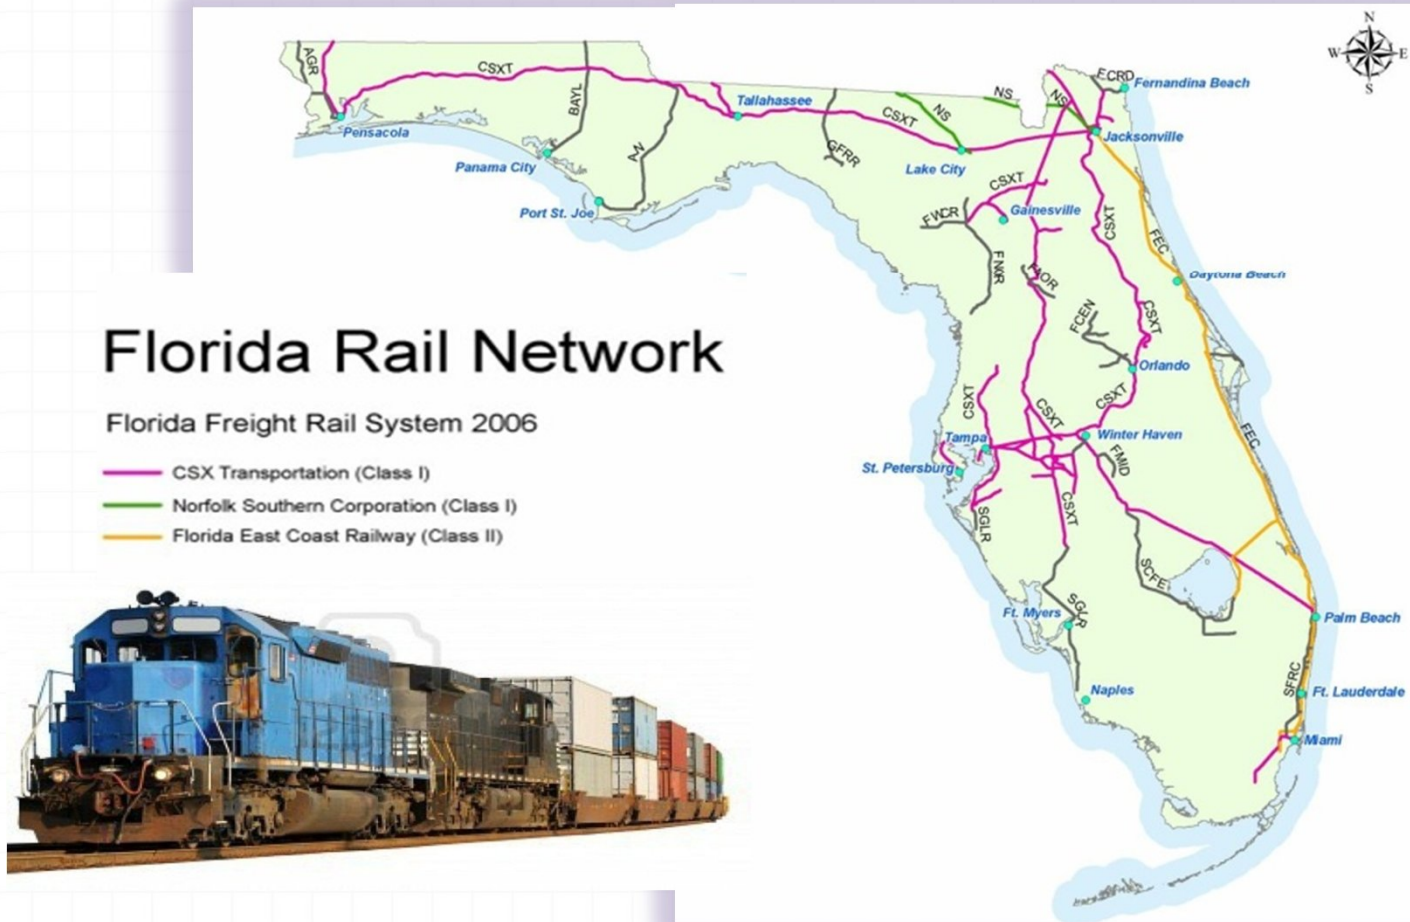 N
W E
S
AGR
CSXT
BAYL
AN
Pensacola
Panama City
Port St. Joe
Tallahassee
GFRR
CSXT
NS
NS
NS
Lake City
FCRD
Fernandina Beach
Jacksonville
CSXT
FWCR
Gainesville
CSXT
FEC
FNOR
FNOR
Daytona Beach
FCEN
CSXT
Orlando
Florida Rail Network
Florida Freight Rail System 2006
CSX Transportation (Class I)
Norfolk Southern Corporation (Class I)
Florida East Coast Railway (Class II)
CSXT
CSXT
CSXT
Tampa
Winter Haven
FEC
St. Petersburg
FMID
CSXT
SGLR
SCFE
Ft. Myers
SGLR
Palm Beach
Naples
SFRC
Ft. Lauderdale
Miami